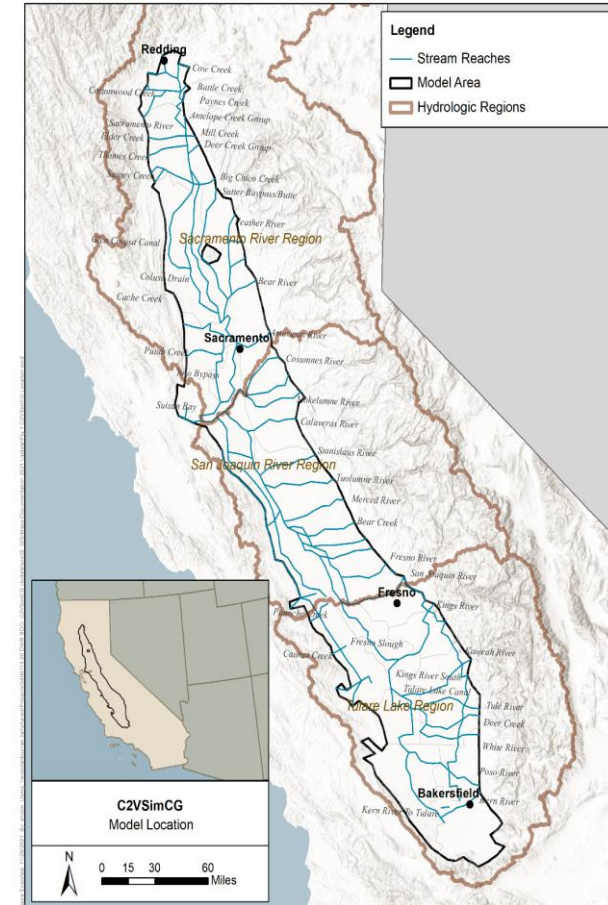 Legend
Stream Reaches
Model Area
Hydrologic Regions
Redding
Cow Creek
Battle Creek
Cottonwood Creek
Paynes Creek
Antelope Creek Group
Sacramento River
Mill Creek
Elder Creek
Deer Creek Group
Thomes Creek
Stoney Creek
Big Chico Creek
Sutter Baypass Butte
Feather River
Sacramento River Region
Colusa Canal
Colusa Drain
Bear River
Cache Creek
American River
Sacramento
Putah Creek
Cosumnes River
Bypass
Mokelumne River
Suisun Bay
Calaveras River
Stanislaus River
San Joaquin River Region
Tuolumne River
Merced River
Bear Creek
Fresno River
San Joaquin River
Fresno
Kings River
Panoche Creek
Fresno Slough
Kaweah River
Cantua Creek
Kings River South
Tulare Lake Canal
Tulare Lake Region
Tule River
Deer Creek
White River
Poso River
Bakersfield
Kern River
Kern River To Tulare
C2VSimCG
Model Location
N
0 15 30 60
Miles